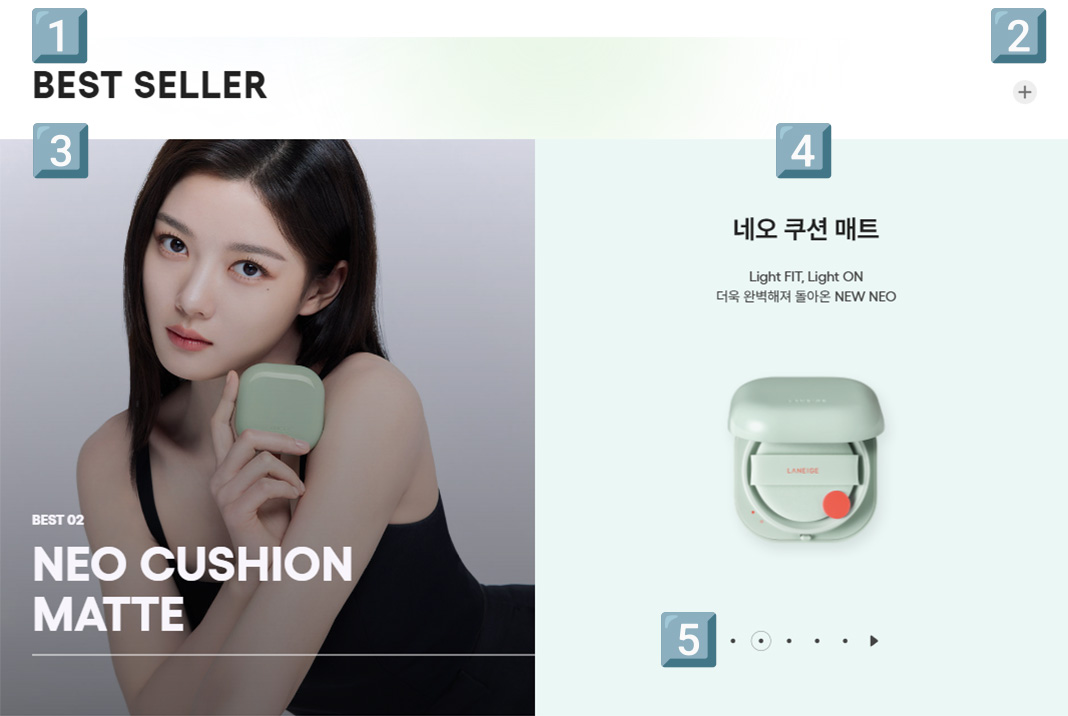 1
2
BEST SELLER
+
3
4
네오 쿠션 매트
Light FIT, Light ON
더욱 완벽해져 돌아온 NEW NEO
LANEIGE
BEST 02
NEO CUSHION
MATTE
5